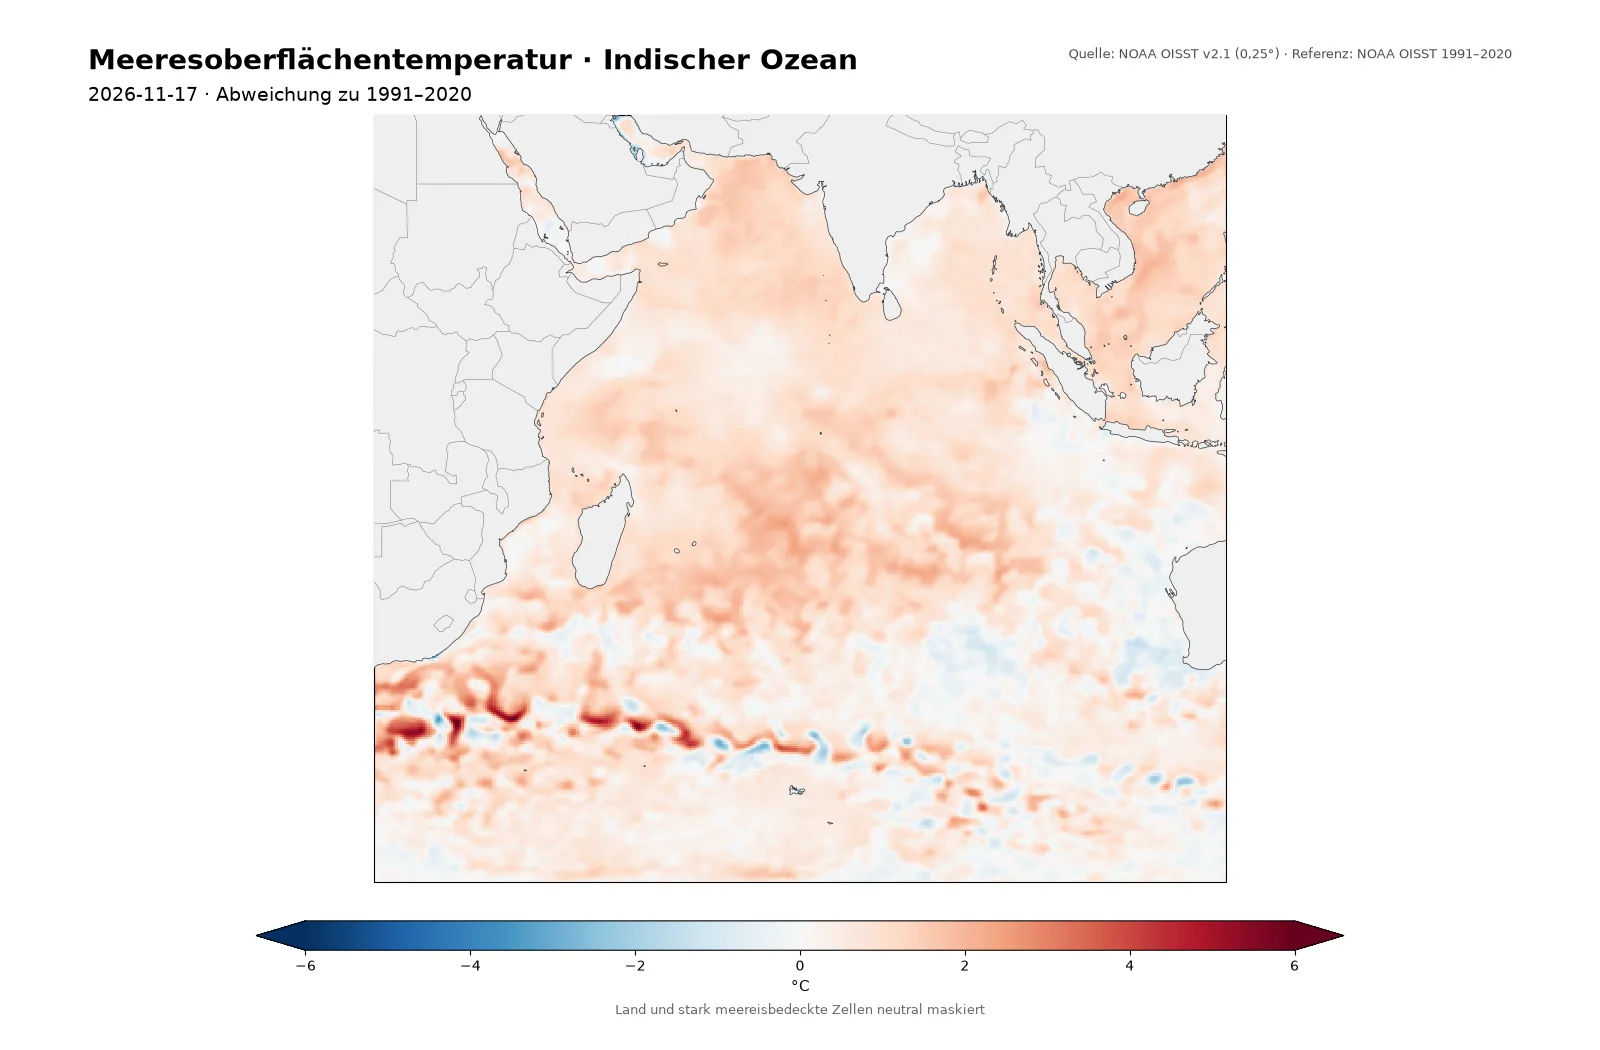 Meeresoberflächentemperatur · Indischer Ozean
Quelle: NOAA OISST v2.1 (0,25°) · Referenz: NOAA OISST 1991–2020
2026-11-17 · Abweichung zu 1991–2020
−6 −4 −2 0 2 4 6
°C
Land und stark meereisbedeckte Zellen neutral maskiert